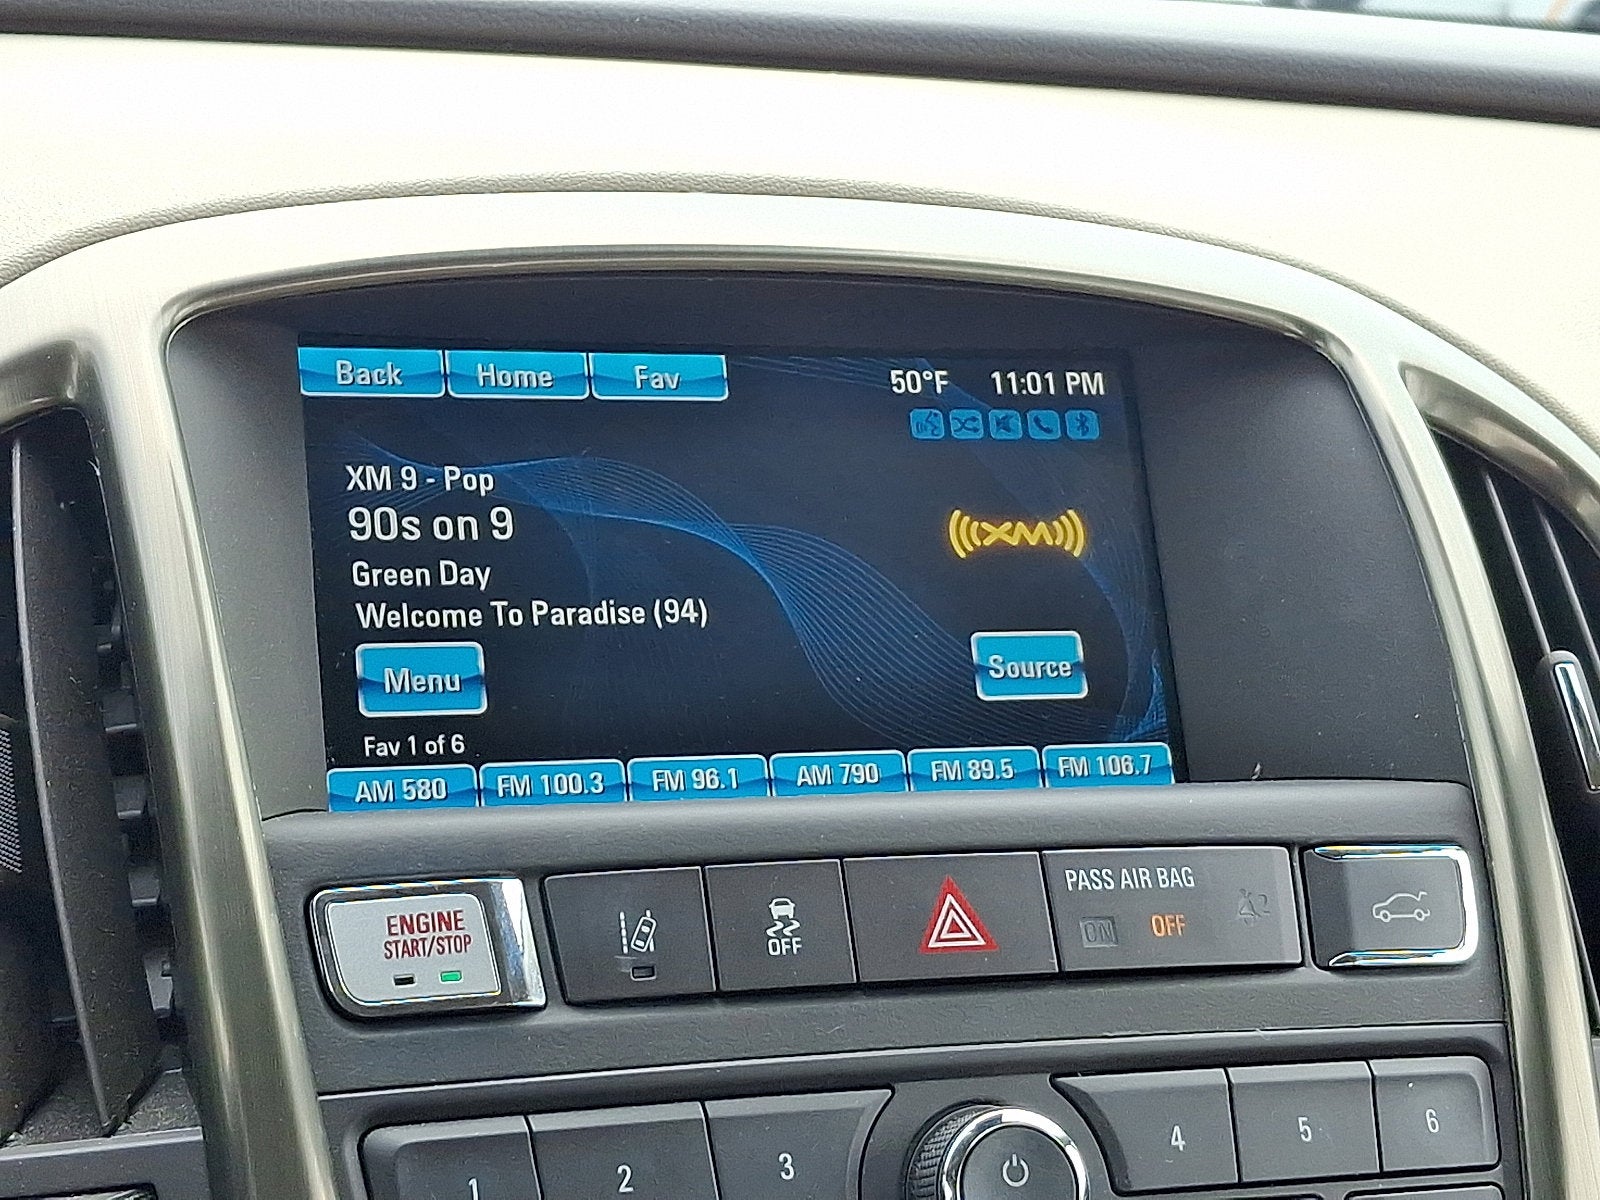 Back Home Fav 50°F 11:01 PM
XM 9 - Pop
90s on 9
XM
Green Day
Welcome To Paradise (94)
Menu Source
Fav 1 of 6
AM 580 FM 100.3 FM 96.1 AM 790 FM 89.5 FM 106.7
ENGINE
START/STOP
OFF
PASS AIR BAG
ON OFF 2
1 2 3 4 5 6